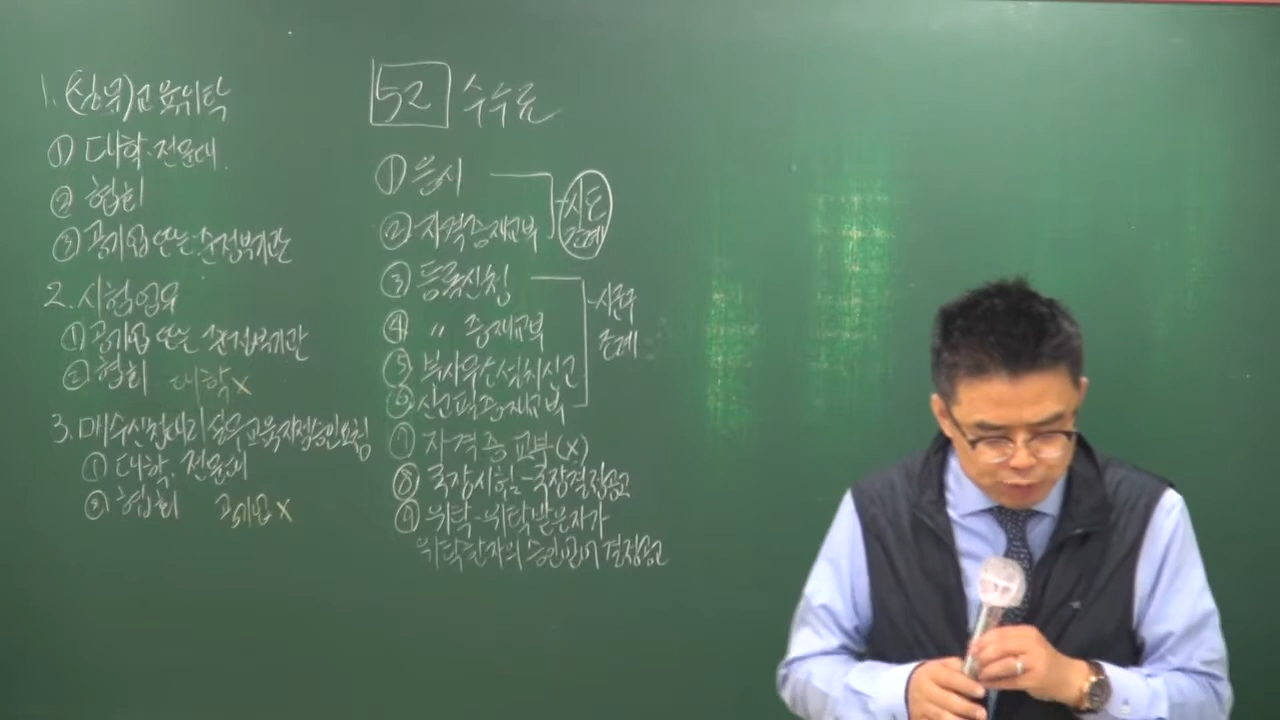 1. (실무)교육위탁
① 대학·전문대
② 협회
③ 공기업 또는 준정부기관
2. 시험업무
① 공기업 또는 준정부기관
② 협회 대학 x
3. 매수신청대리 실무교육지정승인요청
① 대학, 전문대
② 협회 공기업 x
52 수수료
① 응시
② 자격증재교부
시·도
조례
③ 등록신청
④ 〃 증재교부
⑤ 분사무소설치신고
⑥ 신고필증재교부
시군구
조례
⑦ 자격증 교부(x)
⑧ 국장시험-국장결정공고
⑨ 위탁-위탁받은자가
위탁한자의 승인얻어 결정공고